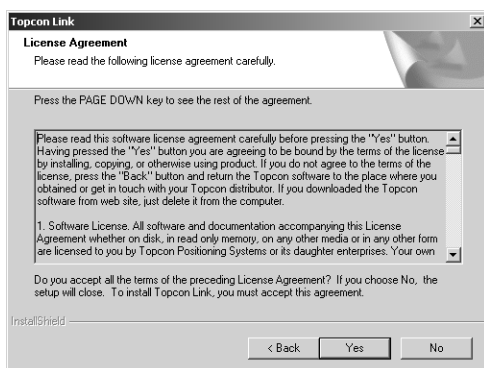 Topcon Link
License Agreement
Please read the following license agreement carefully.
Press the PAGE DOWN key to see the rest of the agreement.
Please read this software license agreement carefully before pressing the "Yes" button.
Having pressed the "Yes" button you are agreeing to be bound by the terms of the license
by installing, copying, or otherwise using product. If you do not agree to the terms of the
license, press the "Back" button and return the Topcon software to the place where you
obtained or get in touch with your Topcon distributor. If you downloaded the Topcon
software from web site, just delete it from the computer.
1. Software License. All software and documentation accompanying this License
Agreement whether on disk, in read only memory, on any other media or in any other form
are licensed to you by Topcon Positioning Systems or its daughter enterprises. Your own
Do you accept all the terms of the preceding License Agreement? If you choose No, the
setup will close. To install Topcon Link, you must accept this agreement.
InstallShield
< Back
Yes
No